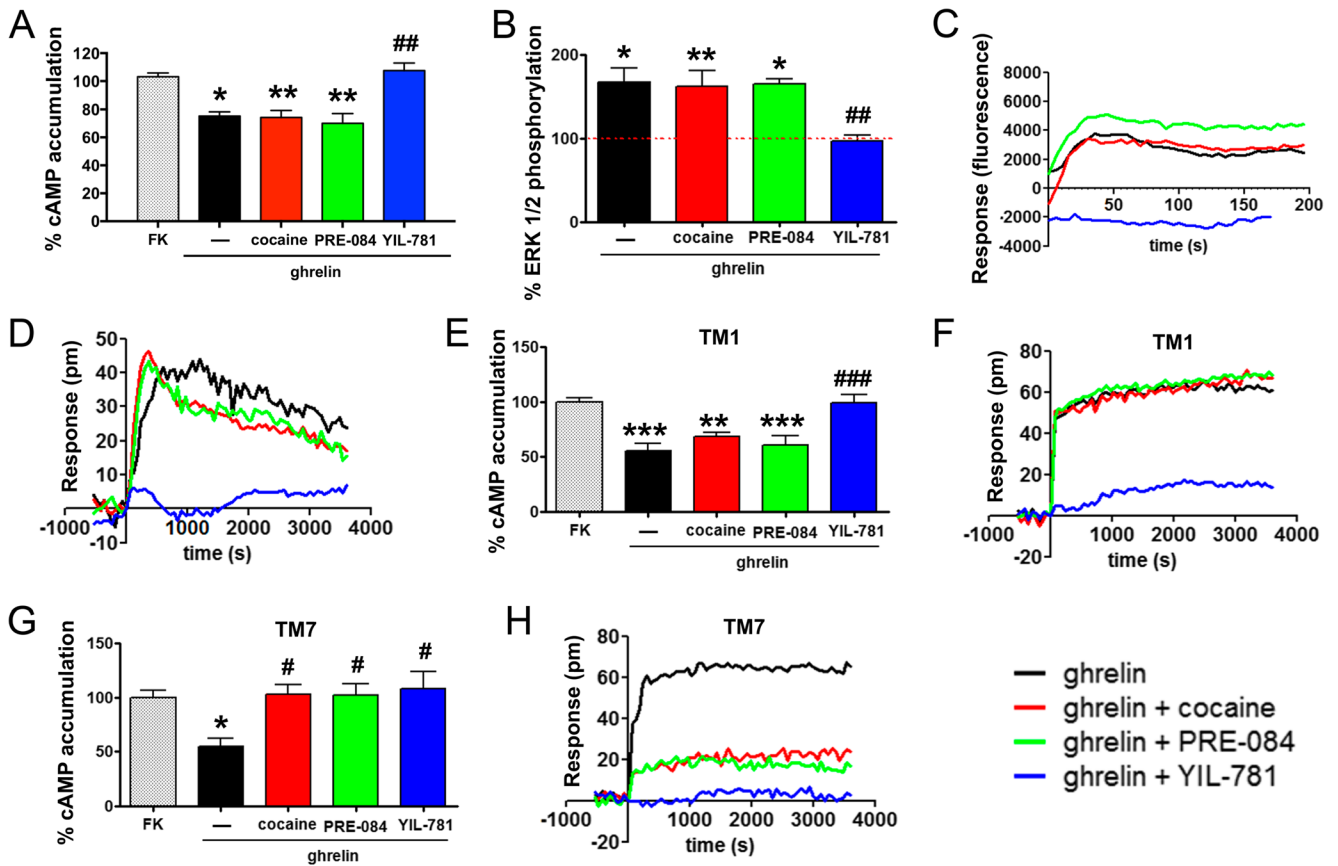 A
% cAMP accumulation
120
100
80
60
40
20
0
*
**
**
##
FK
—
cocaine
PRE-084
YIL-781
ghrelin
B
% ERK 1/2 phosphorylation
200
150
100
50
0
*
**
*
##
—
cocaine
PRE-084
YIL-781
ghrelin
C
Response (fluorescence)
8000
6000
4000
2000
0
-2000
-4000
50
100
150
200
time (s)
D
Response (pm)
50
40
30
20
10
-10
-1000
0
1000
2000
3000
4000
time (s)
E
TM1
% cAMP accumulation
150
100
50
0
***
**
***
###
FK
—
cocaine
PRE-084
YIL-781
ghrelin
F
TM1
Response (pm)
80
60
40
20
-20
-1000
0
1000
2000
3000
4000
time (s)
G
TM7
% cAMP accumulation
150
100
50
0
*
#
#
#
FK
—
cocaine
PRE-084
YIL-781
ghrelin
H
TM7
Response (pm)
80
60
40
20
-20
-1000
0
1000
2000
3000
4000
time (s)
ghrelin
ghrelin + cocaine
ghrelin + PRE-084
ghrelin + YIL-781